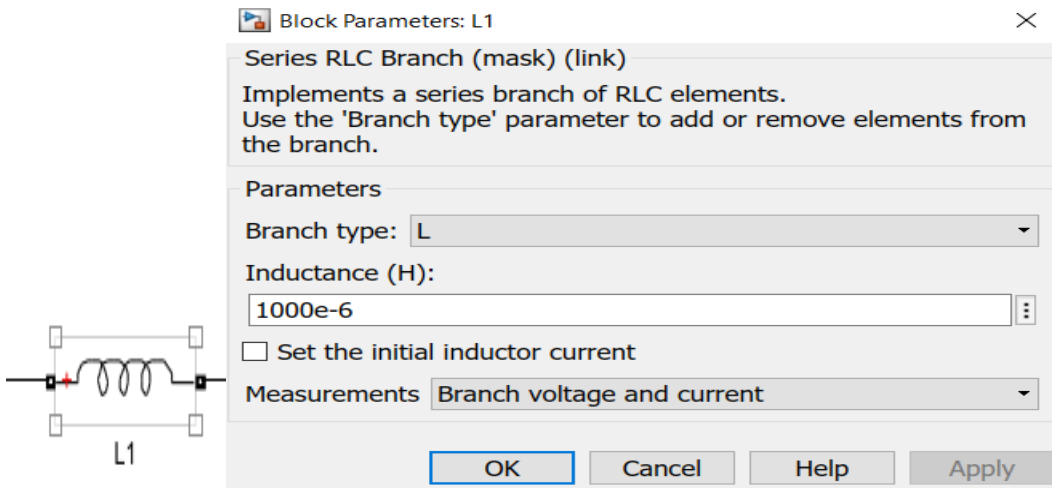 Block Parameters: L1
Series RLC Branch (mask) (link)
Implements a series branch of RLC elements.
Use the 'Branch type' parameter to add or remove elements from
the branch.
Parameters
Branch type: L
Inductance (H):
1000e-6
Set the initial inductor current
Measurements Branch voltage and current
L1
OK Cancel Help Apply